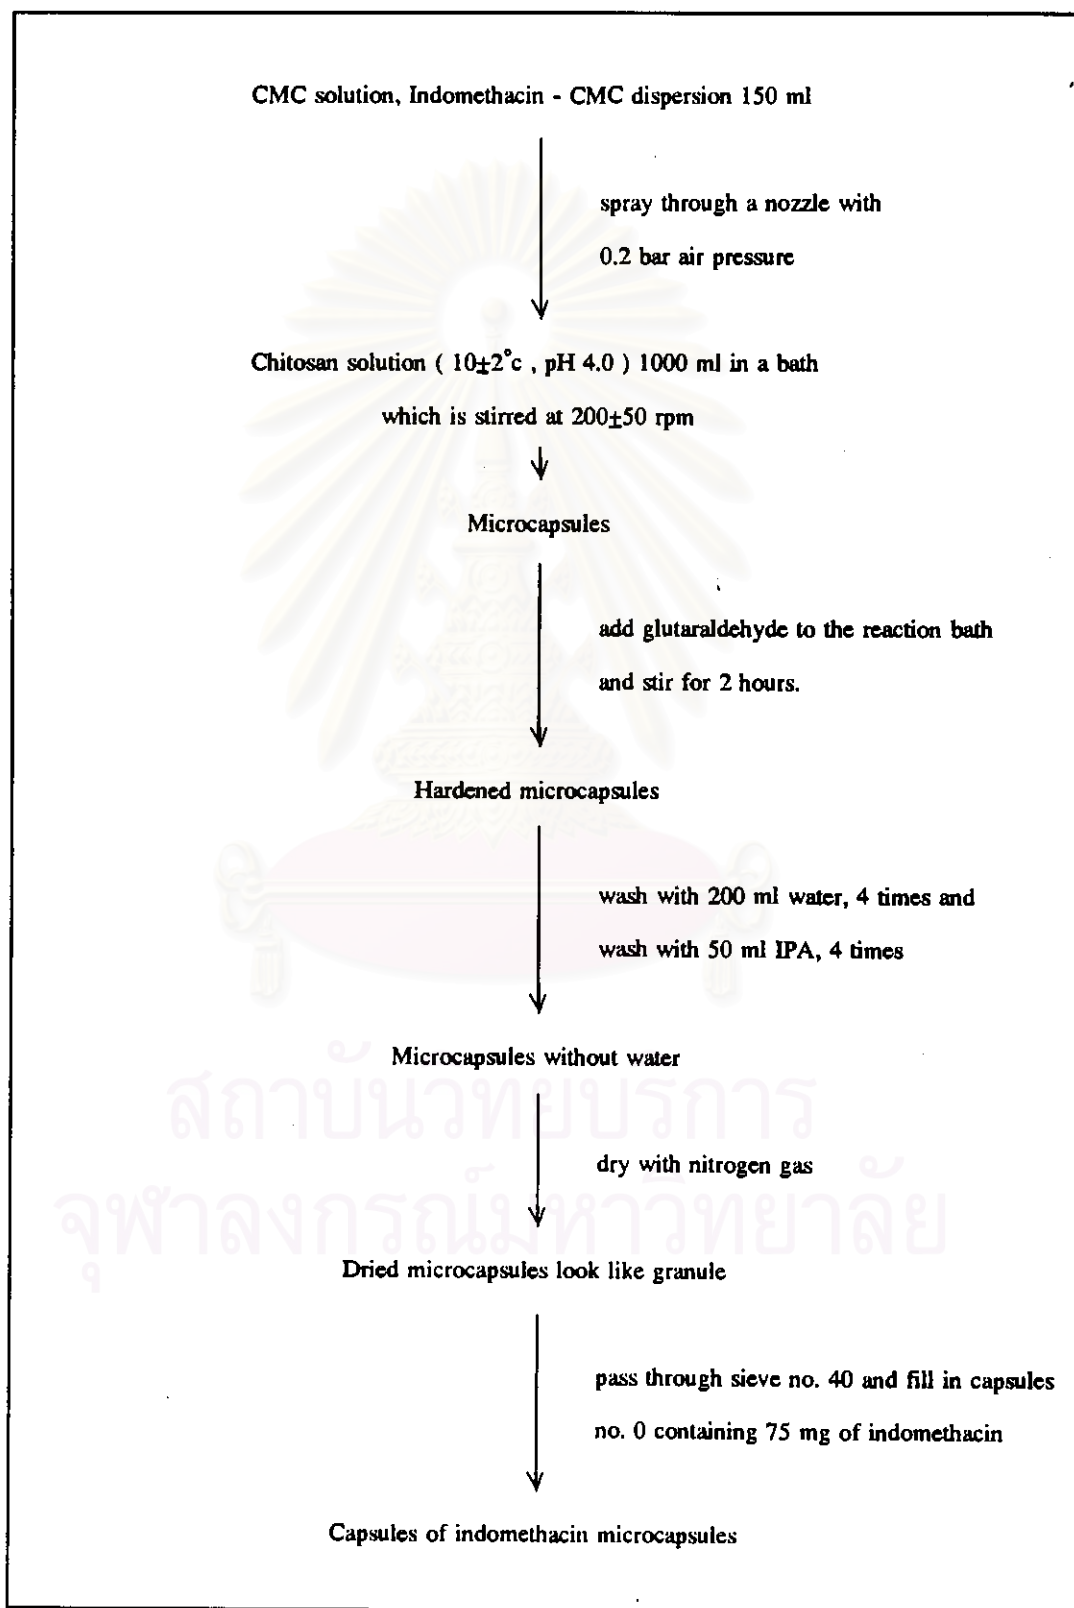 CMC solution, Indomethacin - CMC dispersion 150 ml
spray through a nozzle with
0.2 bar air pressure
Chitosan solution ( 10±2°c , pH 4.0 ) 1000 ml in a bath
which is stirred at 200±50 rpm
Microcapsules
add glutaraldehyde to the reaction bath
and stir for 2 hours.
Hardened microcapsules
wash with 200 ml water, 4 times and
wash with 50 ml IPA, 4 times
Microcapsules without water
สถาบันวิทยบริการ
dry with nitrogen gas
จุฬาลงกรณ์มหาวิทยาลัย
Dried microcapsules look like granule
pass through sieve no. 40 and fill in capsules
no. 0 containing 75 mg of indomethacin
Capsules of indomethacin microcapsules